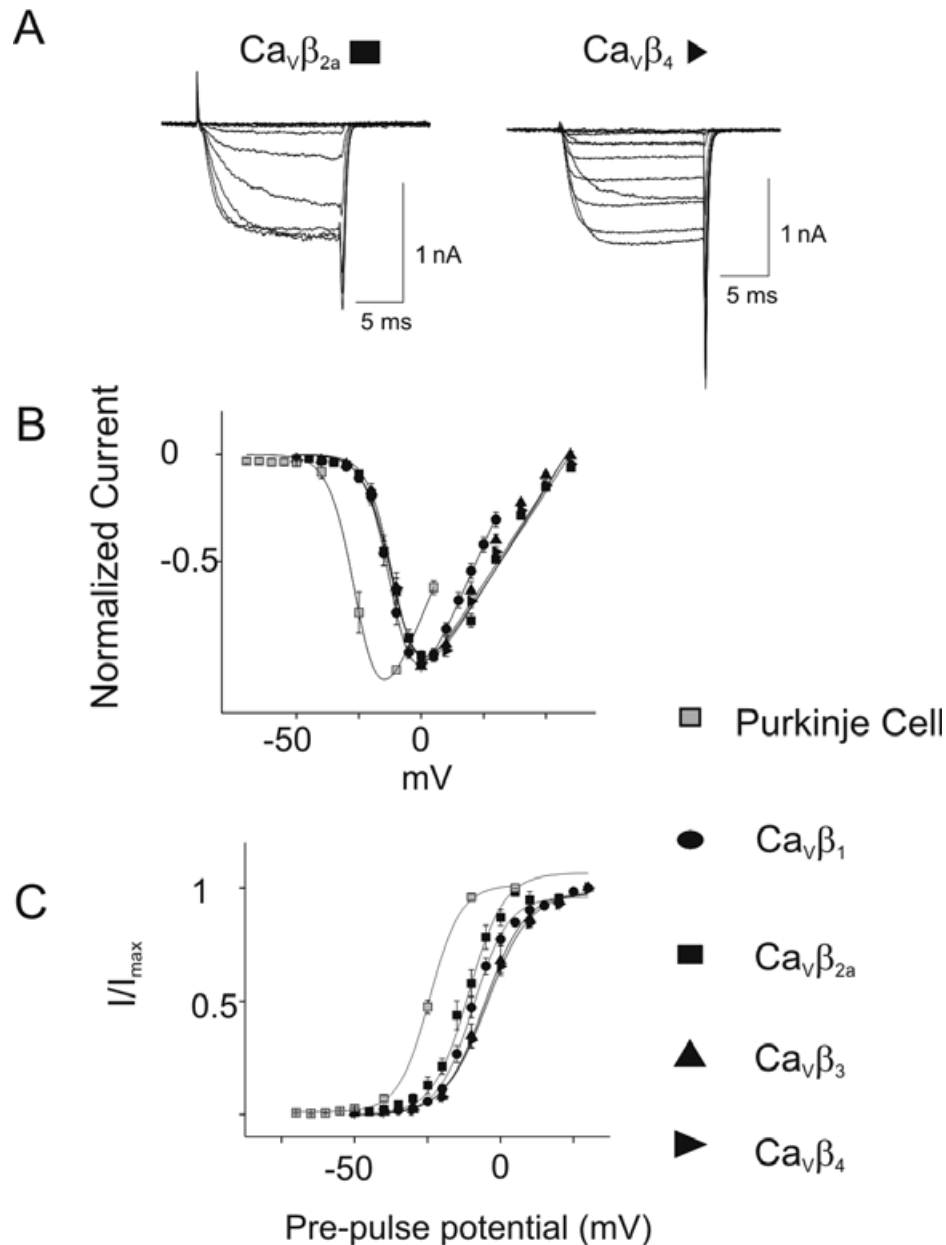 A
Caᵥβ₂ₐ
Caᵥβ₄
1 nA
5 ms
1 nA
5 ms
B
Normalized Current
0
-0.5
-50
0
mV
Purkinje Cell
Caᵥβ₁
Caᵥβ₂ₐ
Caᵥβ₃
Caᵥβ₄
C
I/Iₘₐₓ
1
0.5
-50
0
Pre-pulse potential (mV)